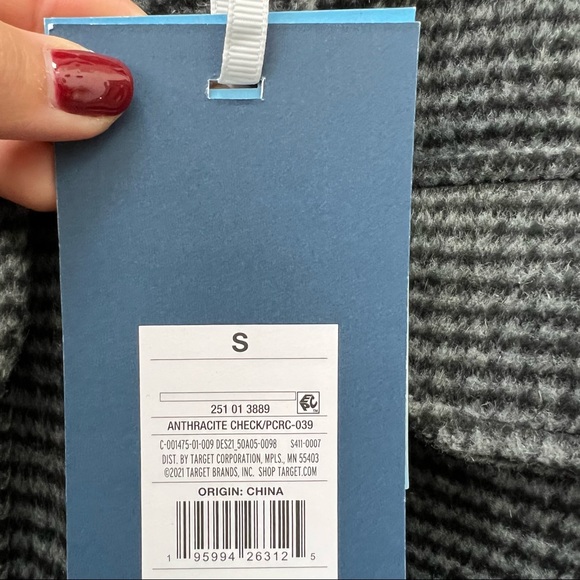 S
251 01 3889
ANTHRACITE CHECK/PCRC-039
C-001475-01-009 DES21_50A05-0098 S411-0007
DIST. BY TARGET CORPORATION, MPLS., MN 55403
©2021 TARGET BRANDS, INC. SHOP TARGET.COM
ORIGIN: CHINA
1 95994 26312 5